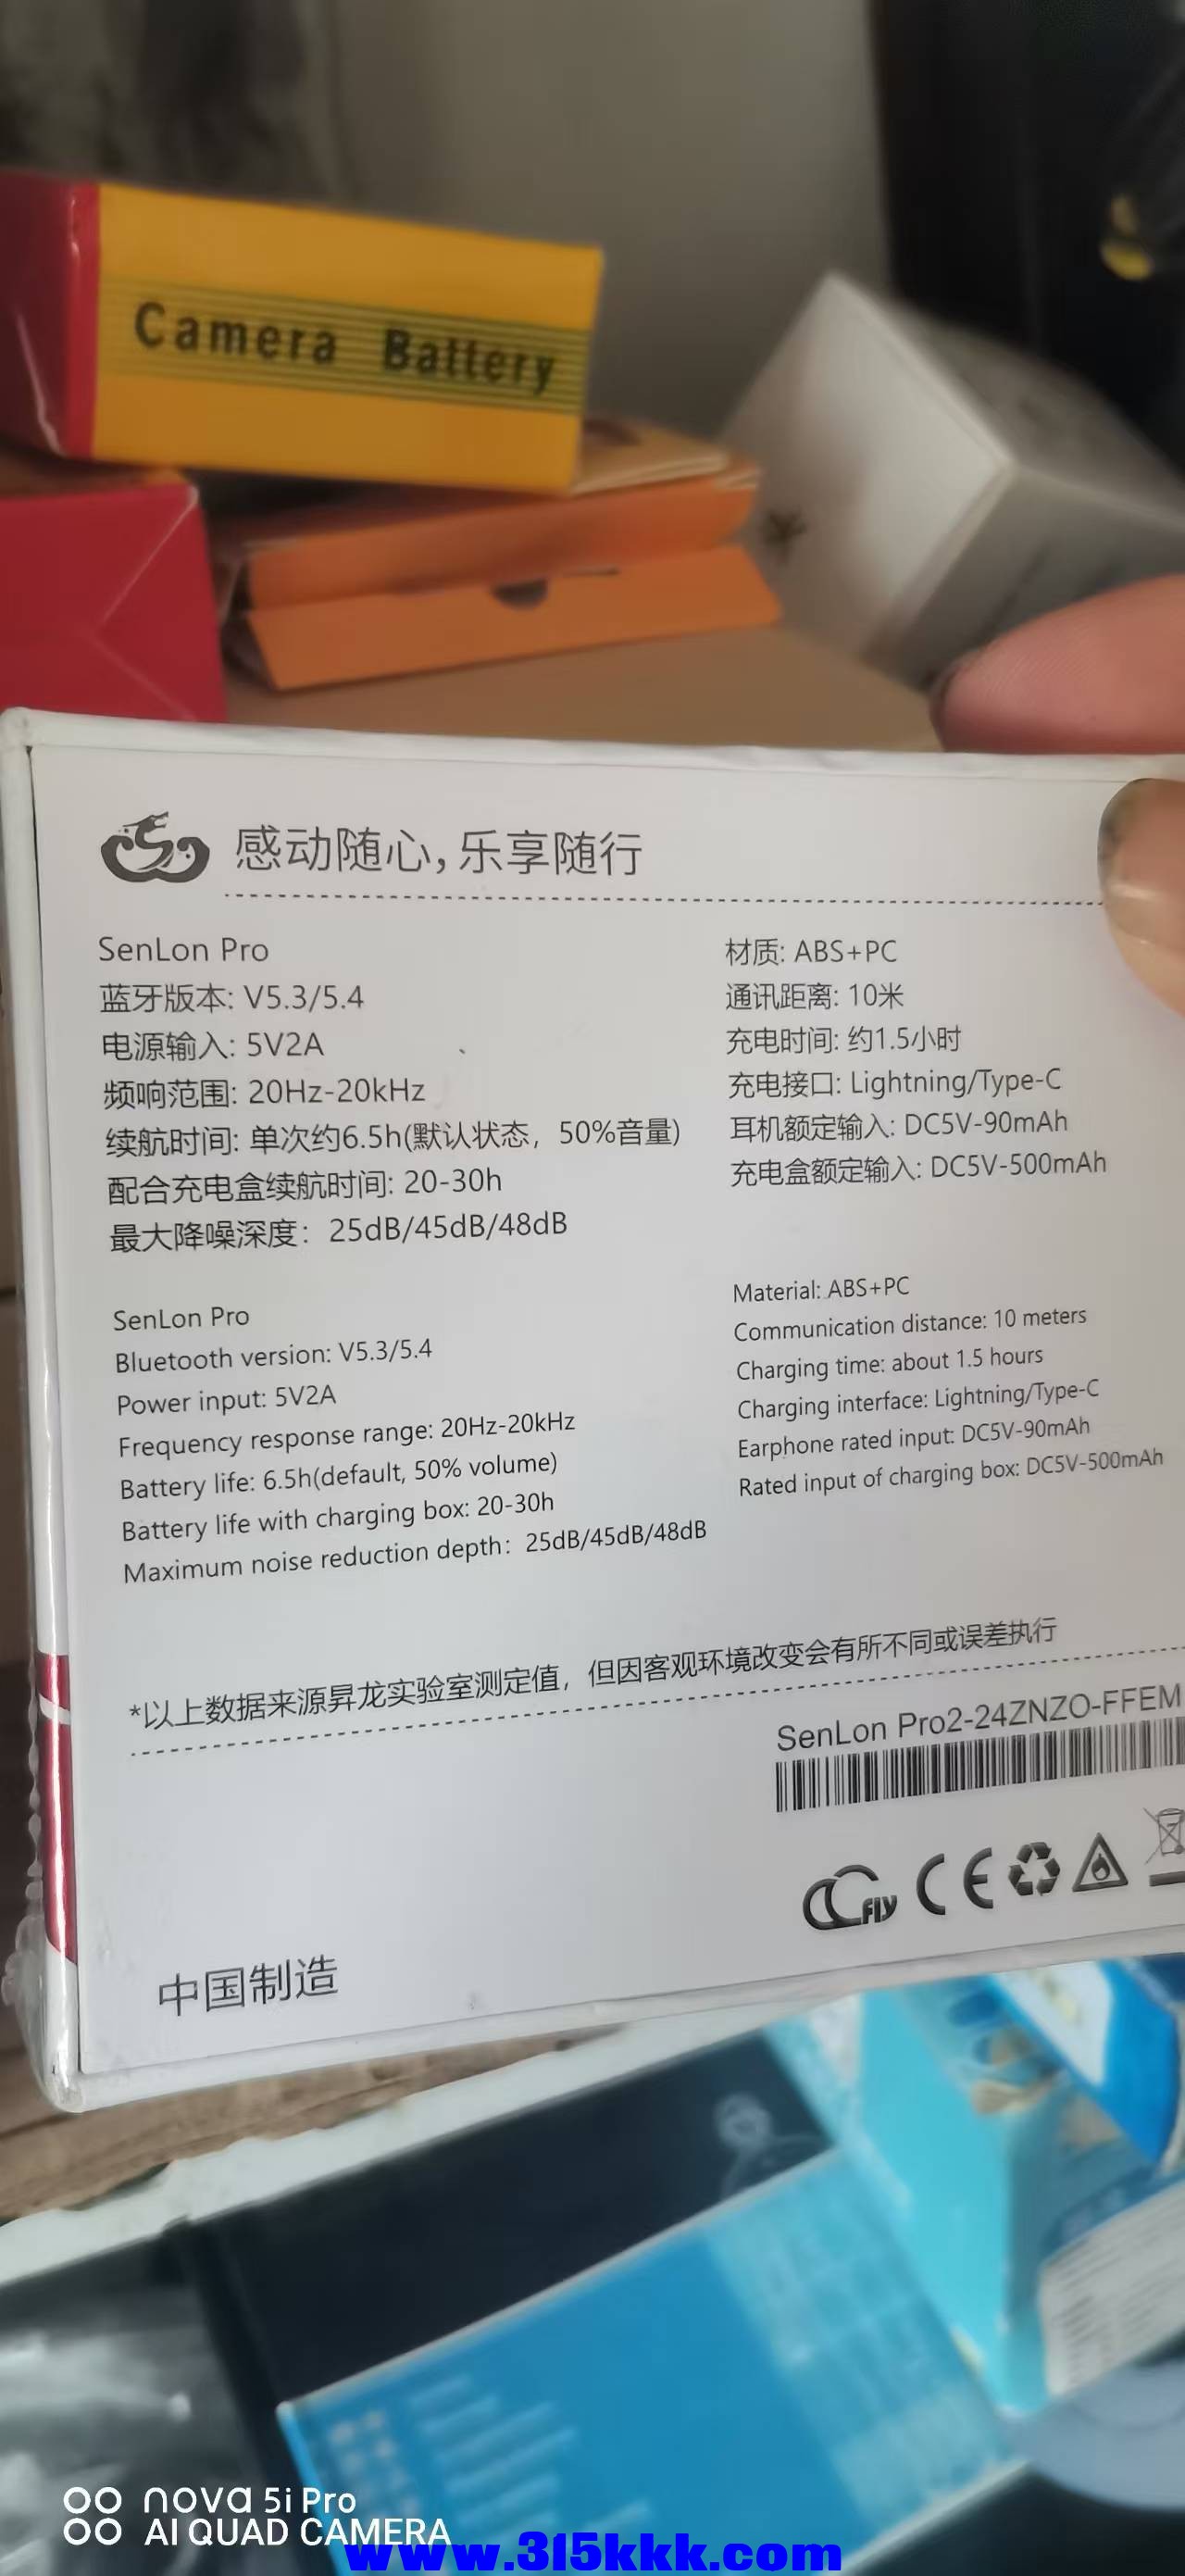 Camera Battery
感动随心，乐享随行
SenLon Pro
蓝牙版本: V5.3/5.4
电源输入: 5V2A
频响范围: 20Hz-20kHz
续航时间: 单次约6.5h(默认状态，50%音量)
配合充电盒续航时间: 20-30h
最大降噪深度：25dB/45dB/48dB
材质: ABS+PC
通讯距离: 10米
充电时间: 约1.5小时
充电接口: Lightning/Type-C
耳机额定输入: DC5V-90mAh
充电盒额定输入: DC5V-500mAh
SenLon Pro
Bluetooth version: V5.3/5.4
Power input: 5V2A
Frequency response range: 20Hz-20kHz
Battery life: 6.5h(default, 50% volume)
Battery life with charging box: 20-30h
Maximum noise reduction depth：25dB/45dB/48dB
Material: ABS+PC
Communication distance: 10 meters
Charging time: about 1.5 hours
Charging interface: Lightning/Type-C
Earphone rated input: DC5V-90mAh
Rated input of charging box: DC5V-500mAh
*以上数据来源昇龙实验室测定值，但因客观环境改变会有所不同或误差执行
SenLon Pro2-24ZNZO-FFEM
Fly CE
中国制造
nova 5i Pro
AI QUAD CAMERA
www.315kkk.com